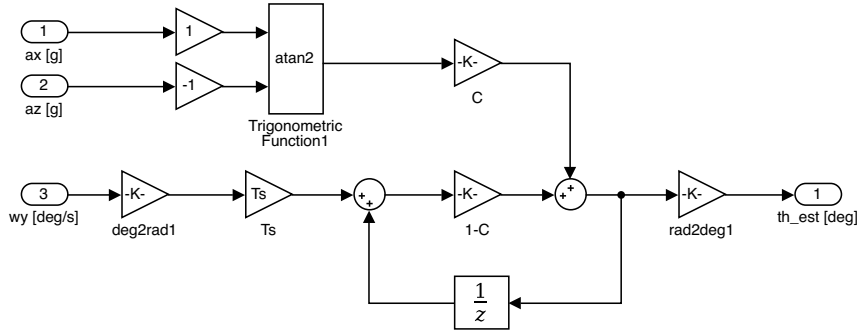 1
ax [g]
1
2
az [g]
-1
atan2
Trigonometric
Function1
-K-
C
3
wy [deg/s]
-K-
deg2rad1
Ts
Ts
+
+
-K-
1-C
+
+
-K-
rad2deg1
1
th_est [deg]
1
z